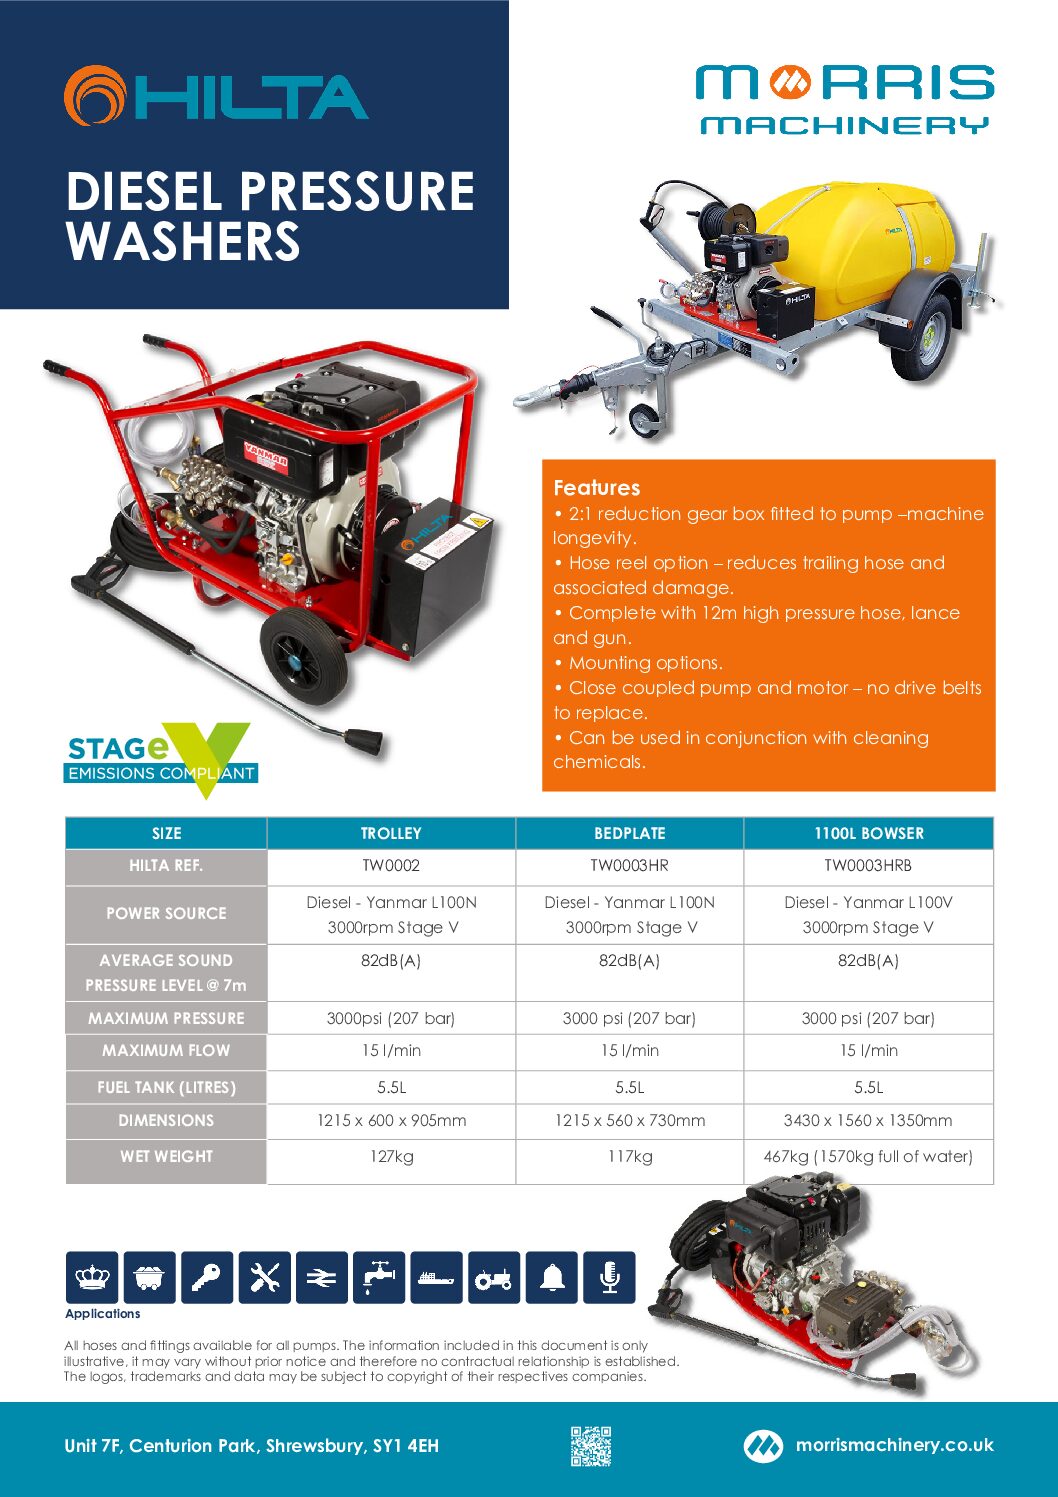 HILTA
MORRIS
MACHINERY
DIESEL PRESSURE
WASHERS
HILTA
YANMAR
HILTA
YANMAR
HILTA
Features
• 2:1 reduction gear box fitted to pump –machine
longevity.
• Hose reel option – reduces trailing hose and
associated damage.
• Complete with 12m high pressure hose, lance
and gun.
• Mounting options.
• Close coupled pump and motor – no drive belts
to replace.
• Can be used in conjunction with cleaning
chemicals.
STAGe V
EMISSIONS COMPLIANT
SIZE TROLLEY BEDPLATE 1100L BOWSER
HILTA REF. TW0002 TW0003HR TW0003HRB
POWER SOURCE Diesel - Yanmar L100N Diesel - Yanmar L100N Diesel - Yanmar L100V
3000rpm Stage V 3000rpm Stage V 3000rpm Stage V
AVERAGE SOUND 82dB(A) 82dB(A) 82dB(A)
PRESSURE LEVEL @ 7m
MAXIMUM PRESSURE 3000psi (207 bar) 3000 psi (207 bar) 3000 psi (207 bar)
MAXIMUM FLOW 15 l/min 15 l/min 15 l/min
FUEL TANK (LITRES) 5.5L 5.5L 5.5L
DIMENSIONS 1215 x 600 x 905mm 1215 x 560 x 730mm 3430 x 1560 x 1350mm
WET WEIGHT 127kg 117kg 467kg (1570kg full of water)
HILTA
Applications
All hoses and fittings available for all pumps. The information included in this document is only
illustrative, it may vary without prior notice and therefore no contractual relationship is established.
The logos, trademarks and data may be subject to copyright of their respectives companies.
Unit 7F, Centurion Park, Shrewsbury, SY1 4EH
morrismachinery.co.uk